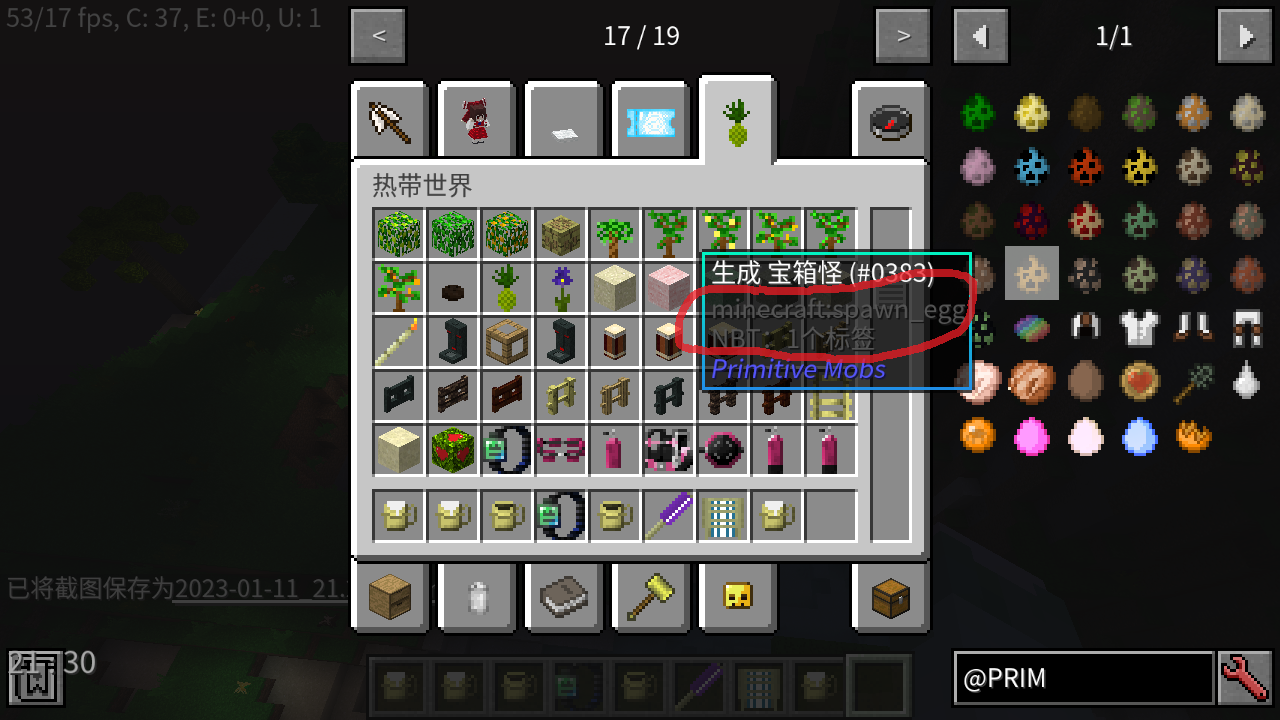 53/17 fps, C: 37, E: 0+0, U: 1
<
17 / 19
>
1/1
热带世界
生成 宝箱怪 (#0383)
minecraft:spawn_egg
NBT: 1个标签
Primitive Mobs
已将截图保存为2023-01-11_21.
21:30
@PRIM